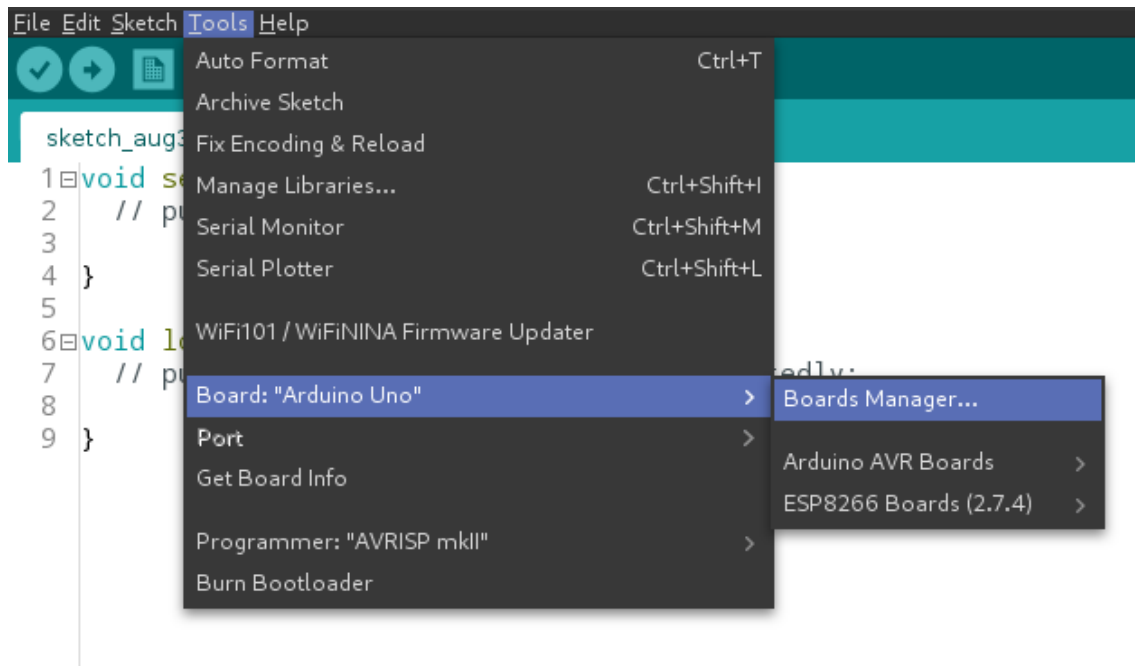 File Edit Sketch Tools Help
Auto Format Ctrl+T
Archive Sketch
sketch_aug3
Fix Encoding & Reload
1 void se
Manage Libraries... Ctrl+Shift+I
2 // pu
Serial Monitor Ctrl+Shift+M
3
Serial Plotter Ctrl+Shift+L
4 }
5
WiFi101 / WiFiNINA Firmware Updater
6 void lo
7 // pu
Board: "Arduino Uno" >
Boards Manager...
8
9 }
Port >
Arduino AVR Boards >
Get Board Info
ESP8266 Boards (2.7.4) >
Programmer: "AVRISP mkII" >
Burn Bootloader